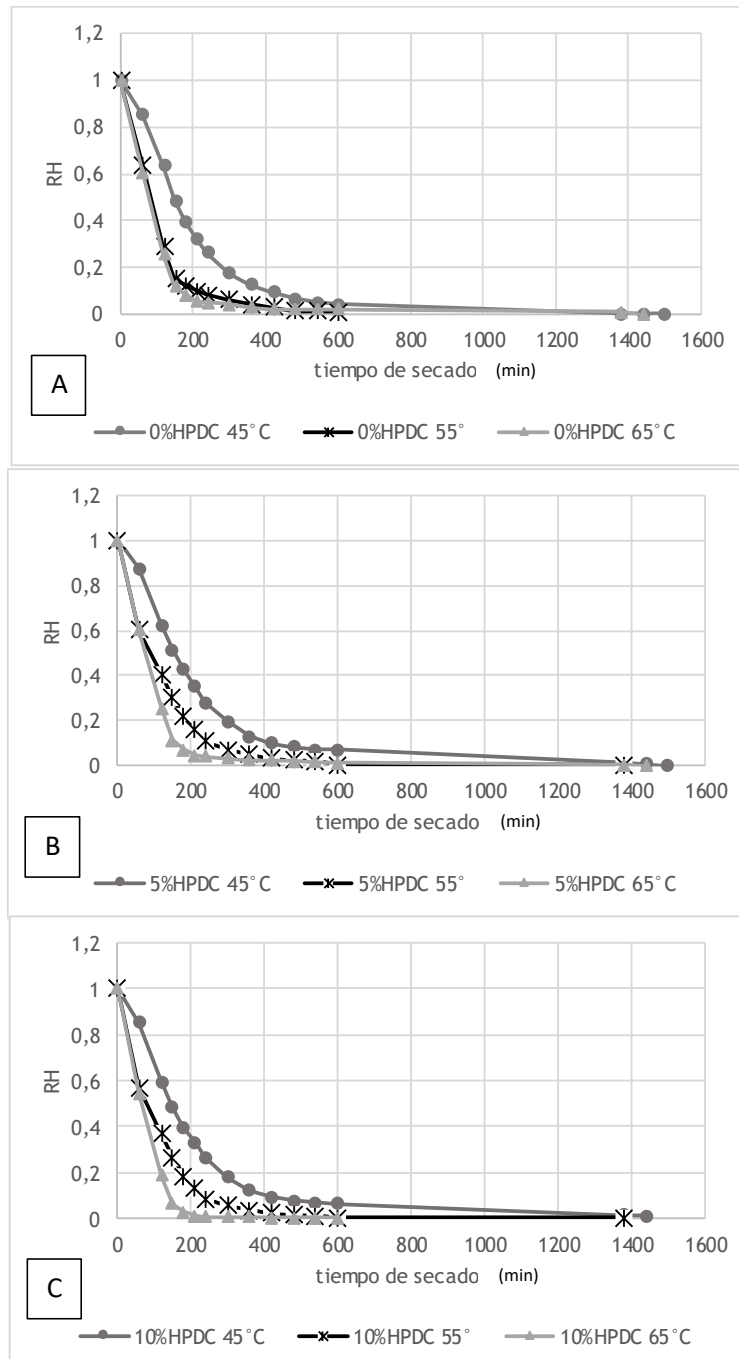 1,2
1
0,8
0,6
0,4
0,2
0
RH
0 200 400 600 800 1000 1200 1400 1600
tiempo de secado (min)
A
0%HPDC 45°C 0%HPDC 55° 0%HPDC 65°C
1,2
1
0,8
0,6
0,4
0,2
0
RH
0 200 400 600 800 1000 1200 1400 1600
tiempo de secado (min)
B
5%HPDC 45°C 5%HPDC 55° 5%HPDC 65°C
1,2
1
0,8
0,6
0,4
0,2
0
RH
0 200 400 600 800 1000 1200 1400 1600
tiempo de secado (min)
C
10%HPDC 45°C 10%HPDC 55° 10%HPDC 65°C